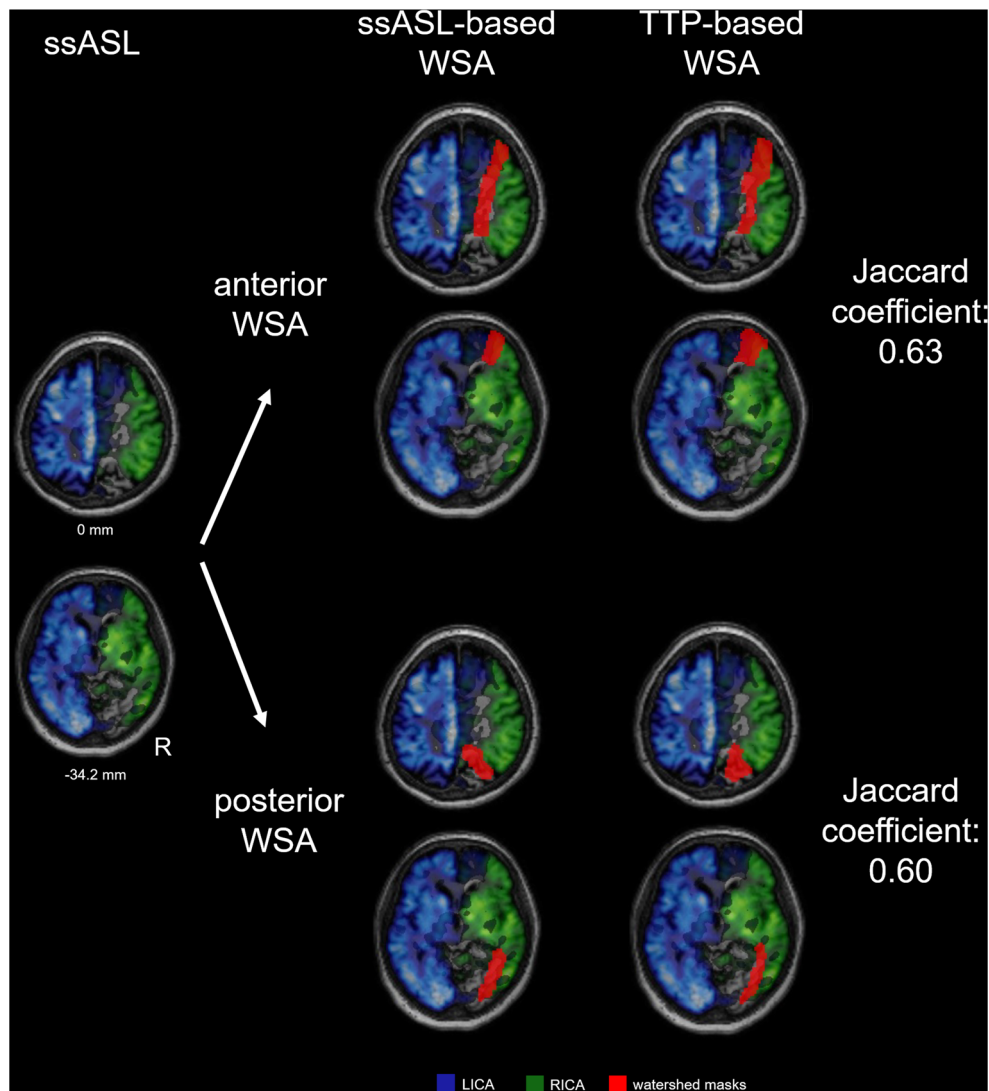 ssASL
ssASL-based
WSA
TTP-based
WSA
anterior
WSA
Jaccard
coefficient:
0.63
0 mm
R
-34.2 mm
posterior
WSA
Jaccard
coefficient:
0.60
LICA
RICA
watershed masks